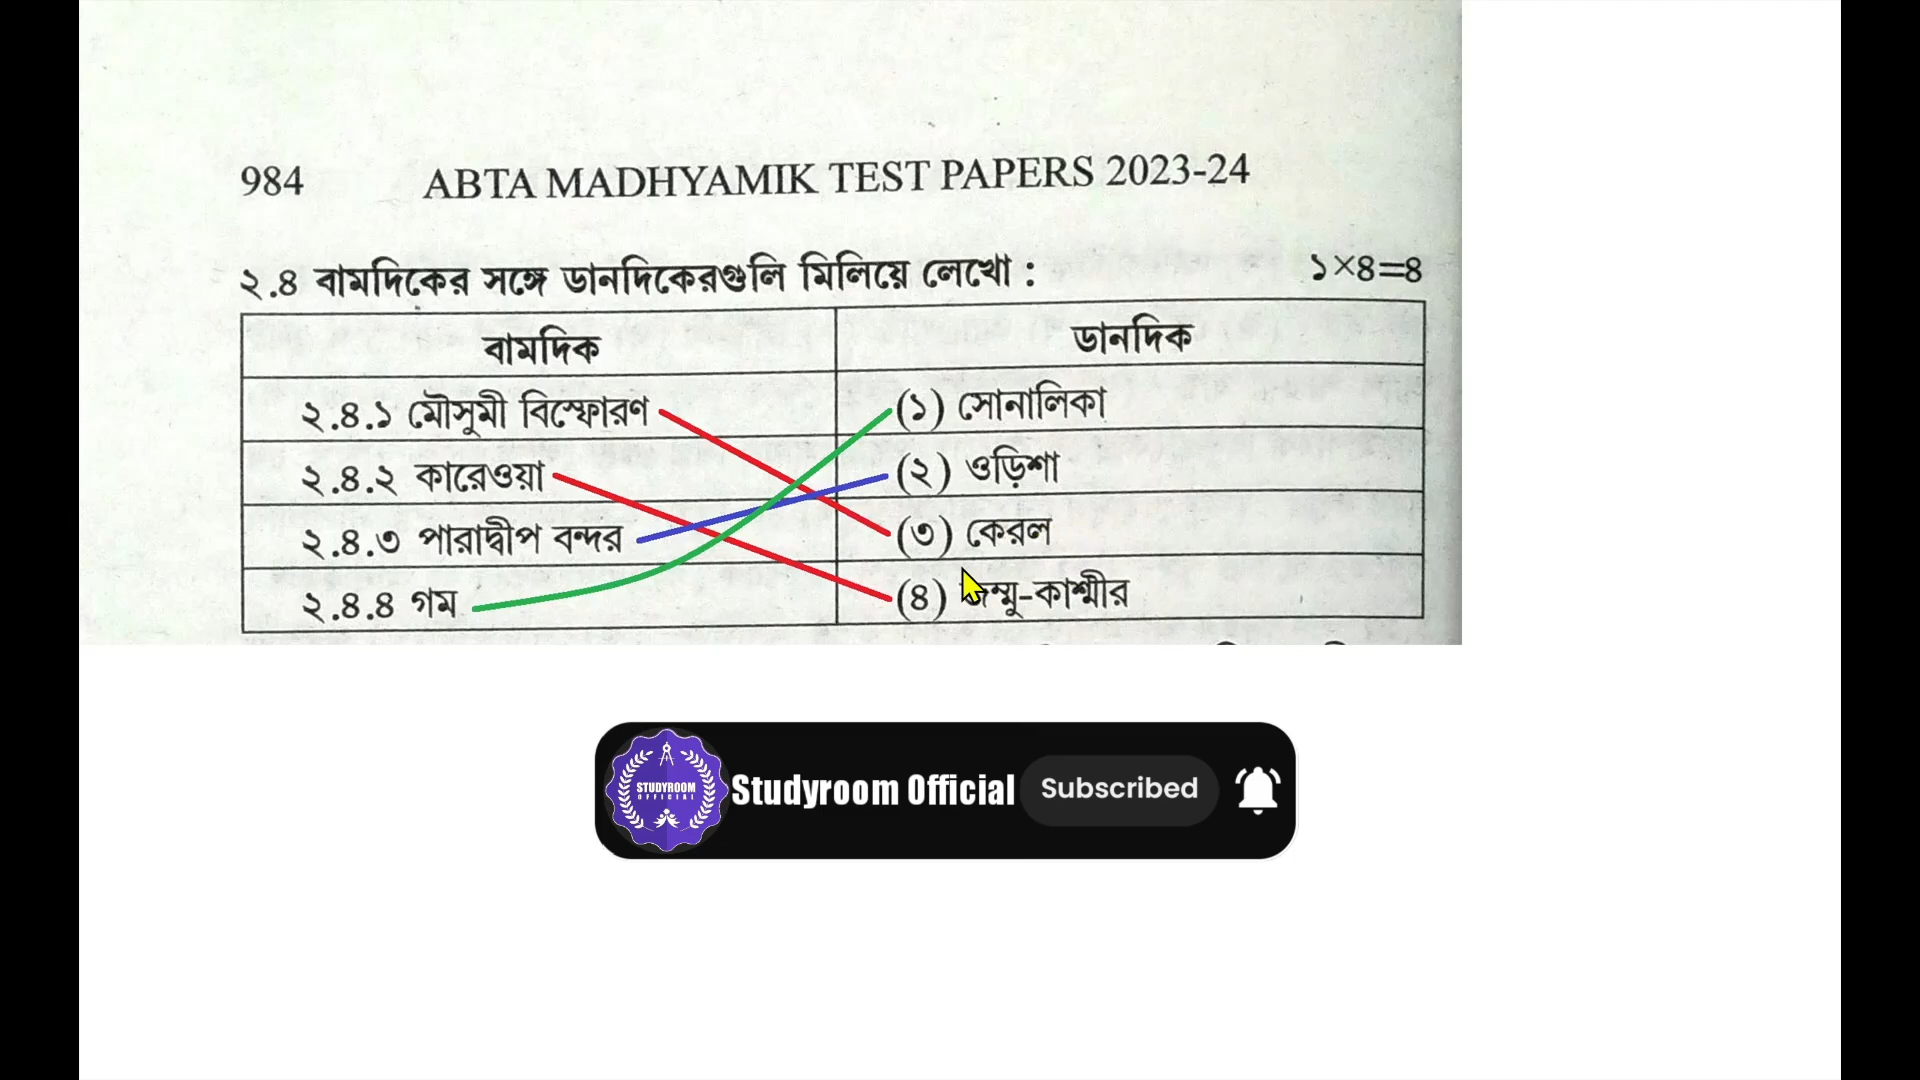 984 ABTA MADHYAMIK TEST PAPERS 2023-24
২.৪ বামদিকের সঙ্গে ডানদিকেরগুলি মিলিয়ে লেখো : ১×৪=৪
বামদিক ডানদিক
২.৪.১ মৌসুমী বিস্ফোরণ (১) সোনালিকা
২.৪.২ কারেওয়া (২) ওড়িশা
২.৪.৩ পারাদ্বীপ বন্দর (৩) কেরল
২.৪.৪ গম (৪) জম্মু-কাশ্মীর
STUDYROOM
OFFICIAL
Studyroom Official Subscribed